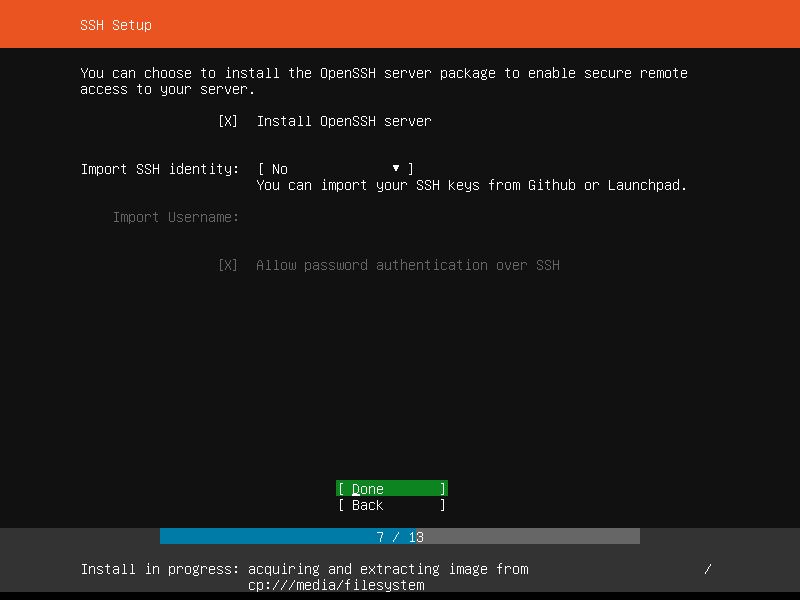 SSH Setup
You can choose to install the OpenSSH server package to enable secure remote
access to your server.
[X] Install OpenSSH server
Import SSH identity: [ No ▾ ]
You can import your SSH keys from Github or Launchpad.
Import Username:
[X] Allow password authentication over SSH
[ Done ]
[ Back ]
7 / 13
Install in progress: acquiring and extracting image from /
cp:///media/filesystem